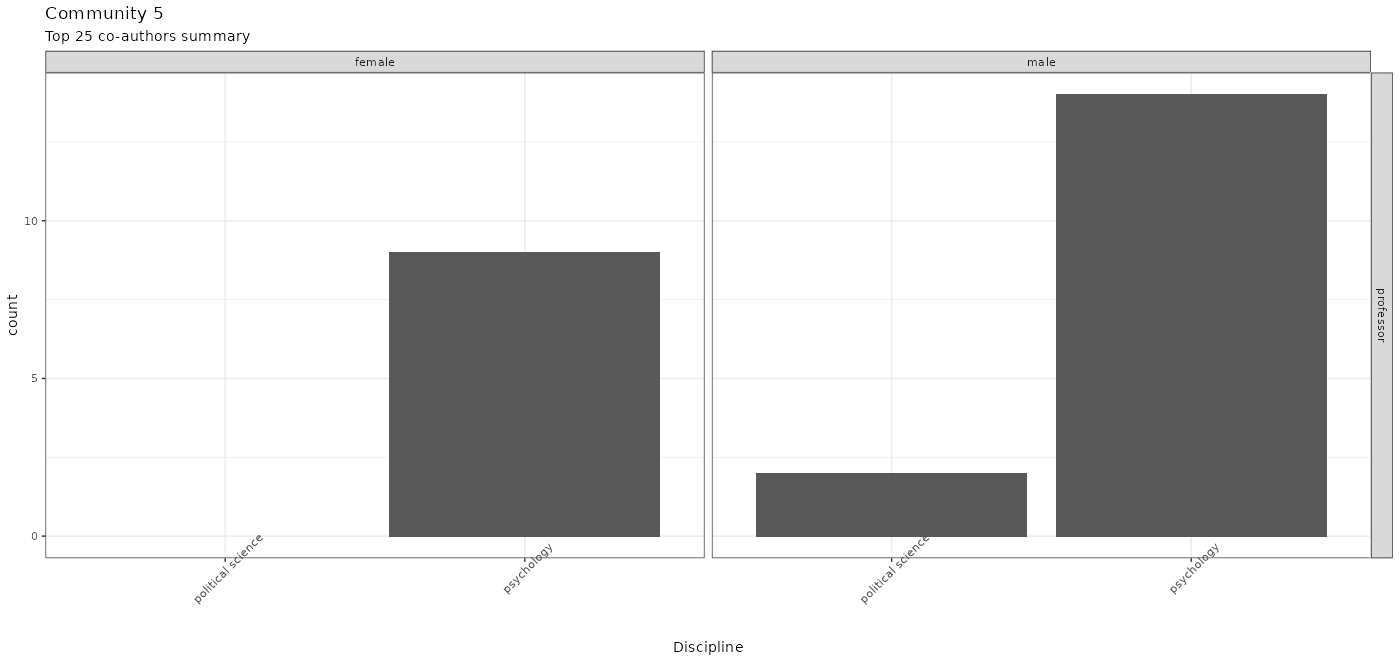 Community 5
Top 25 co-authors summary
female
male
professor
count
10
5
0
political science
psychology
political science
psychology
Discipline